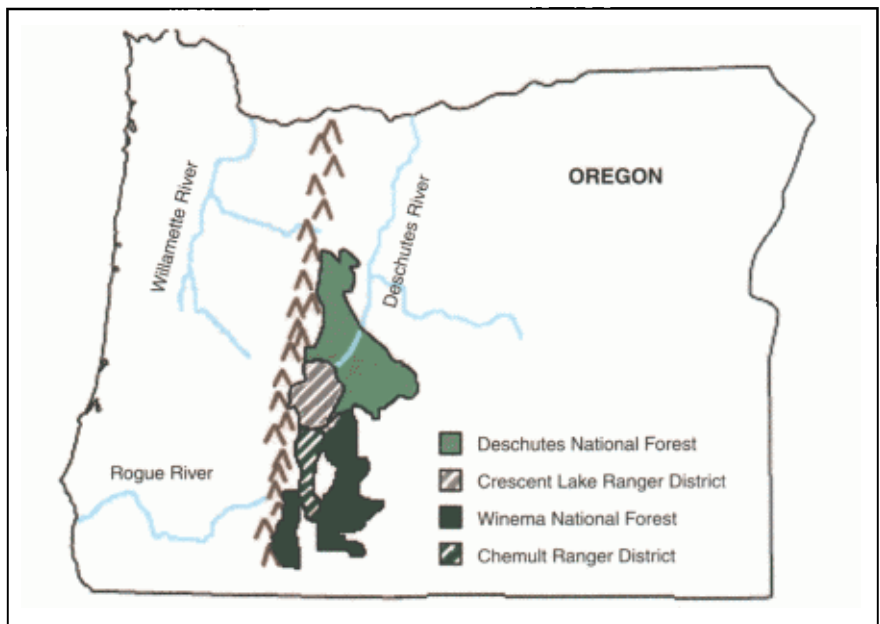 OREGON
Willamette River
Deschutes River
Rogue River
Deschutes National Forest
Crescent Lake Ranger District
Winema National Forest
Chemult Ranger District